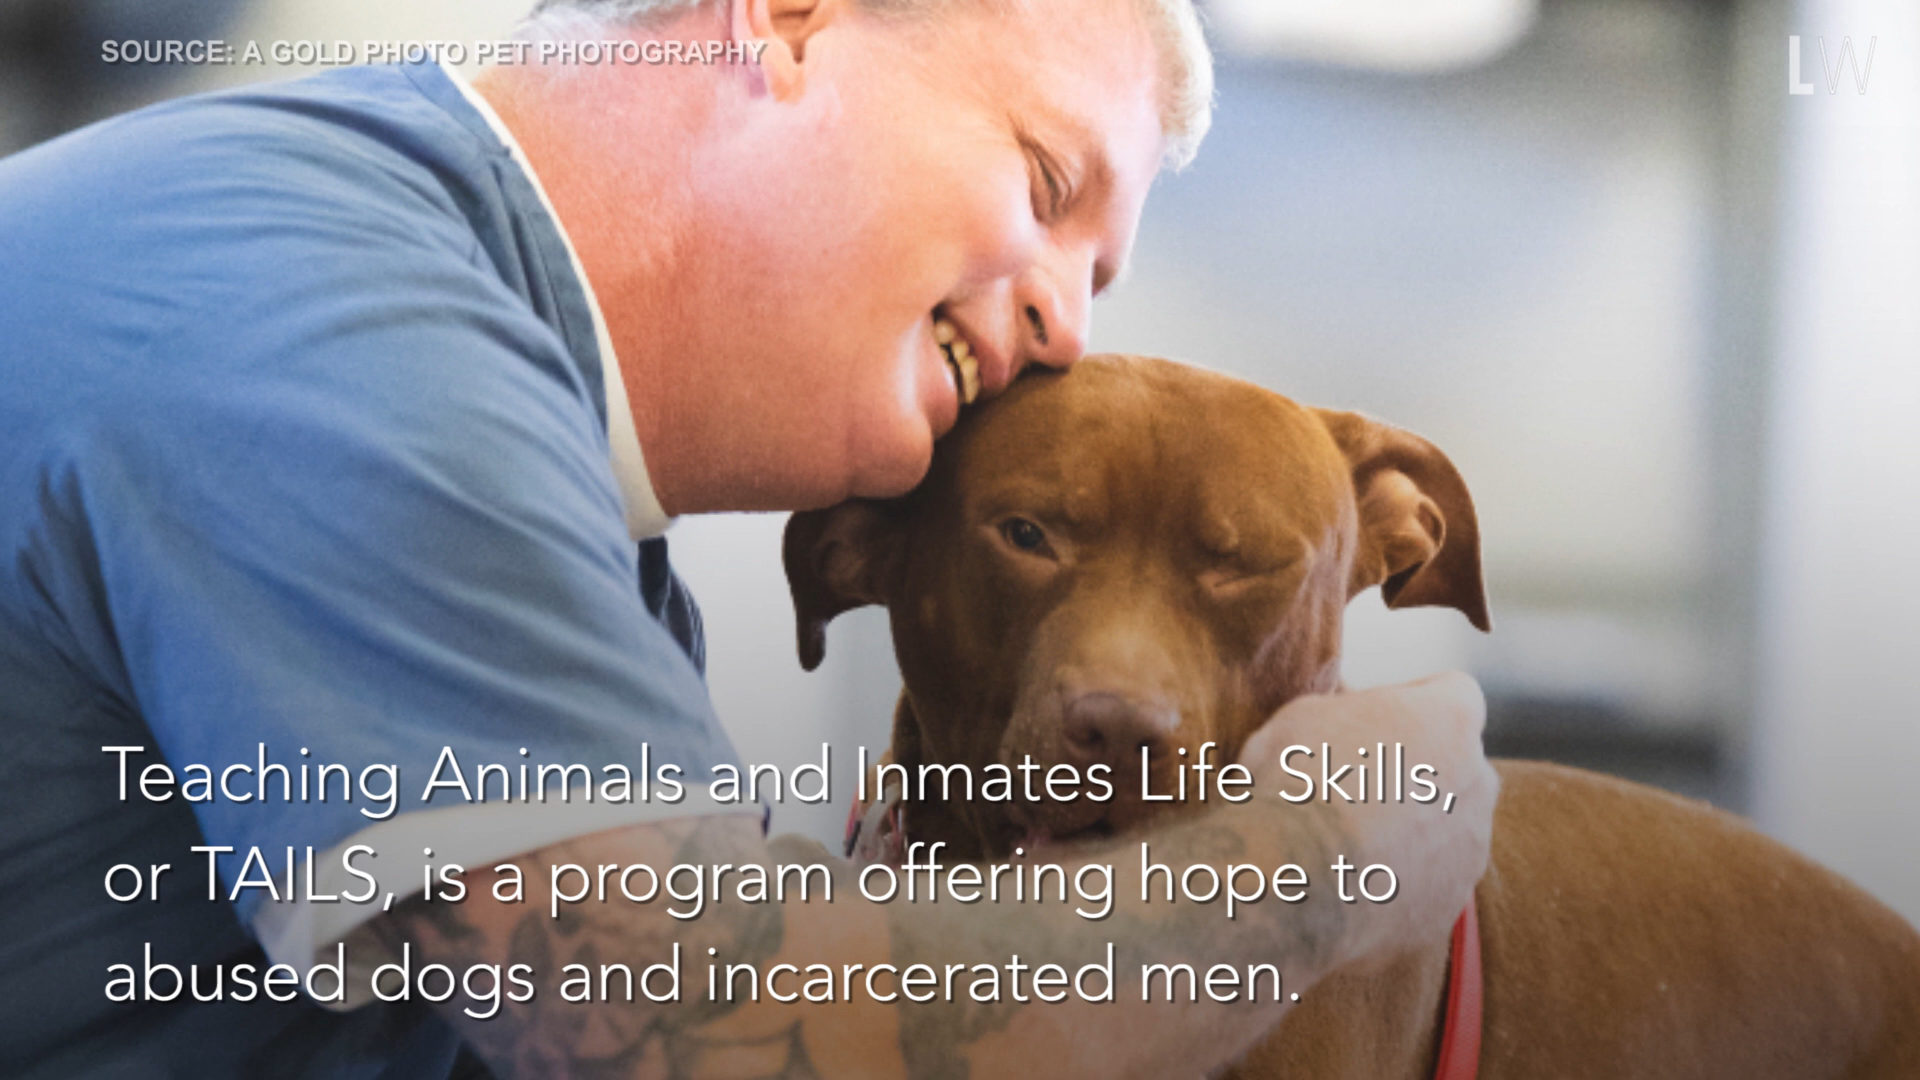 SOURCE: A GOLD PHOTO PET PHOTOGRAPHY
LW
Teaching Animals and Inmates Life Skills,
or TAILS, is a program offering hope to
abused dogs and incarcerated men.